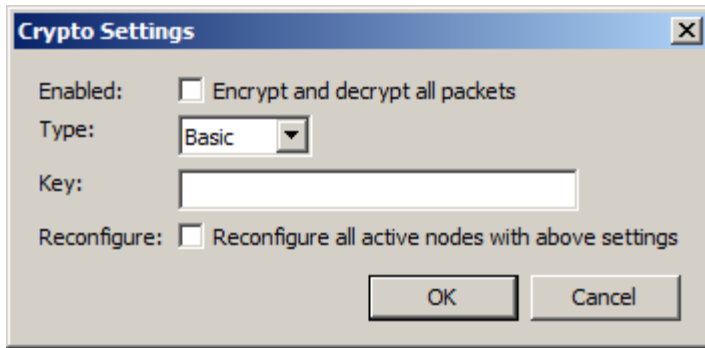 Crypto Settings
Enabled: Encrypt and decrypt all packets
Type: Basic
Key:
Reconfigure: Reconfigure all active nodes with above settings
OK Cancel